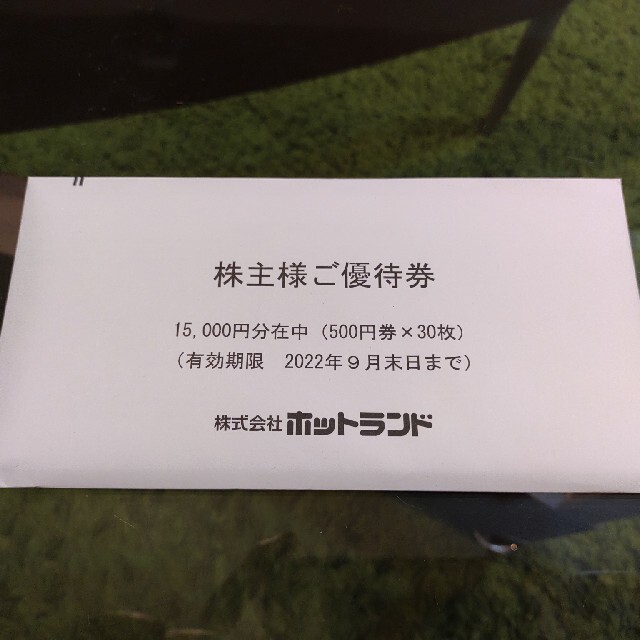 株主様ご優待券
15,000円分在中（500円券×30枚）
（有効期限　2022年９月末日まで）
株式会社ホットランド